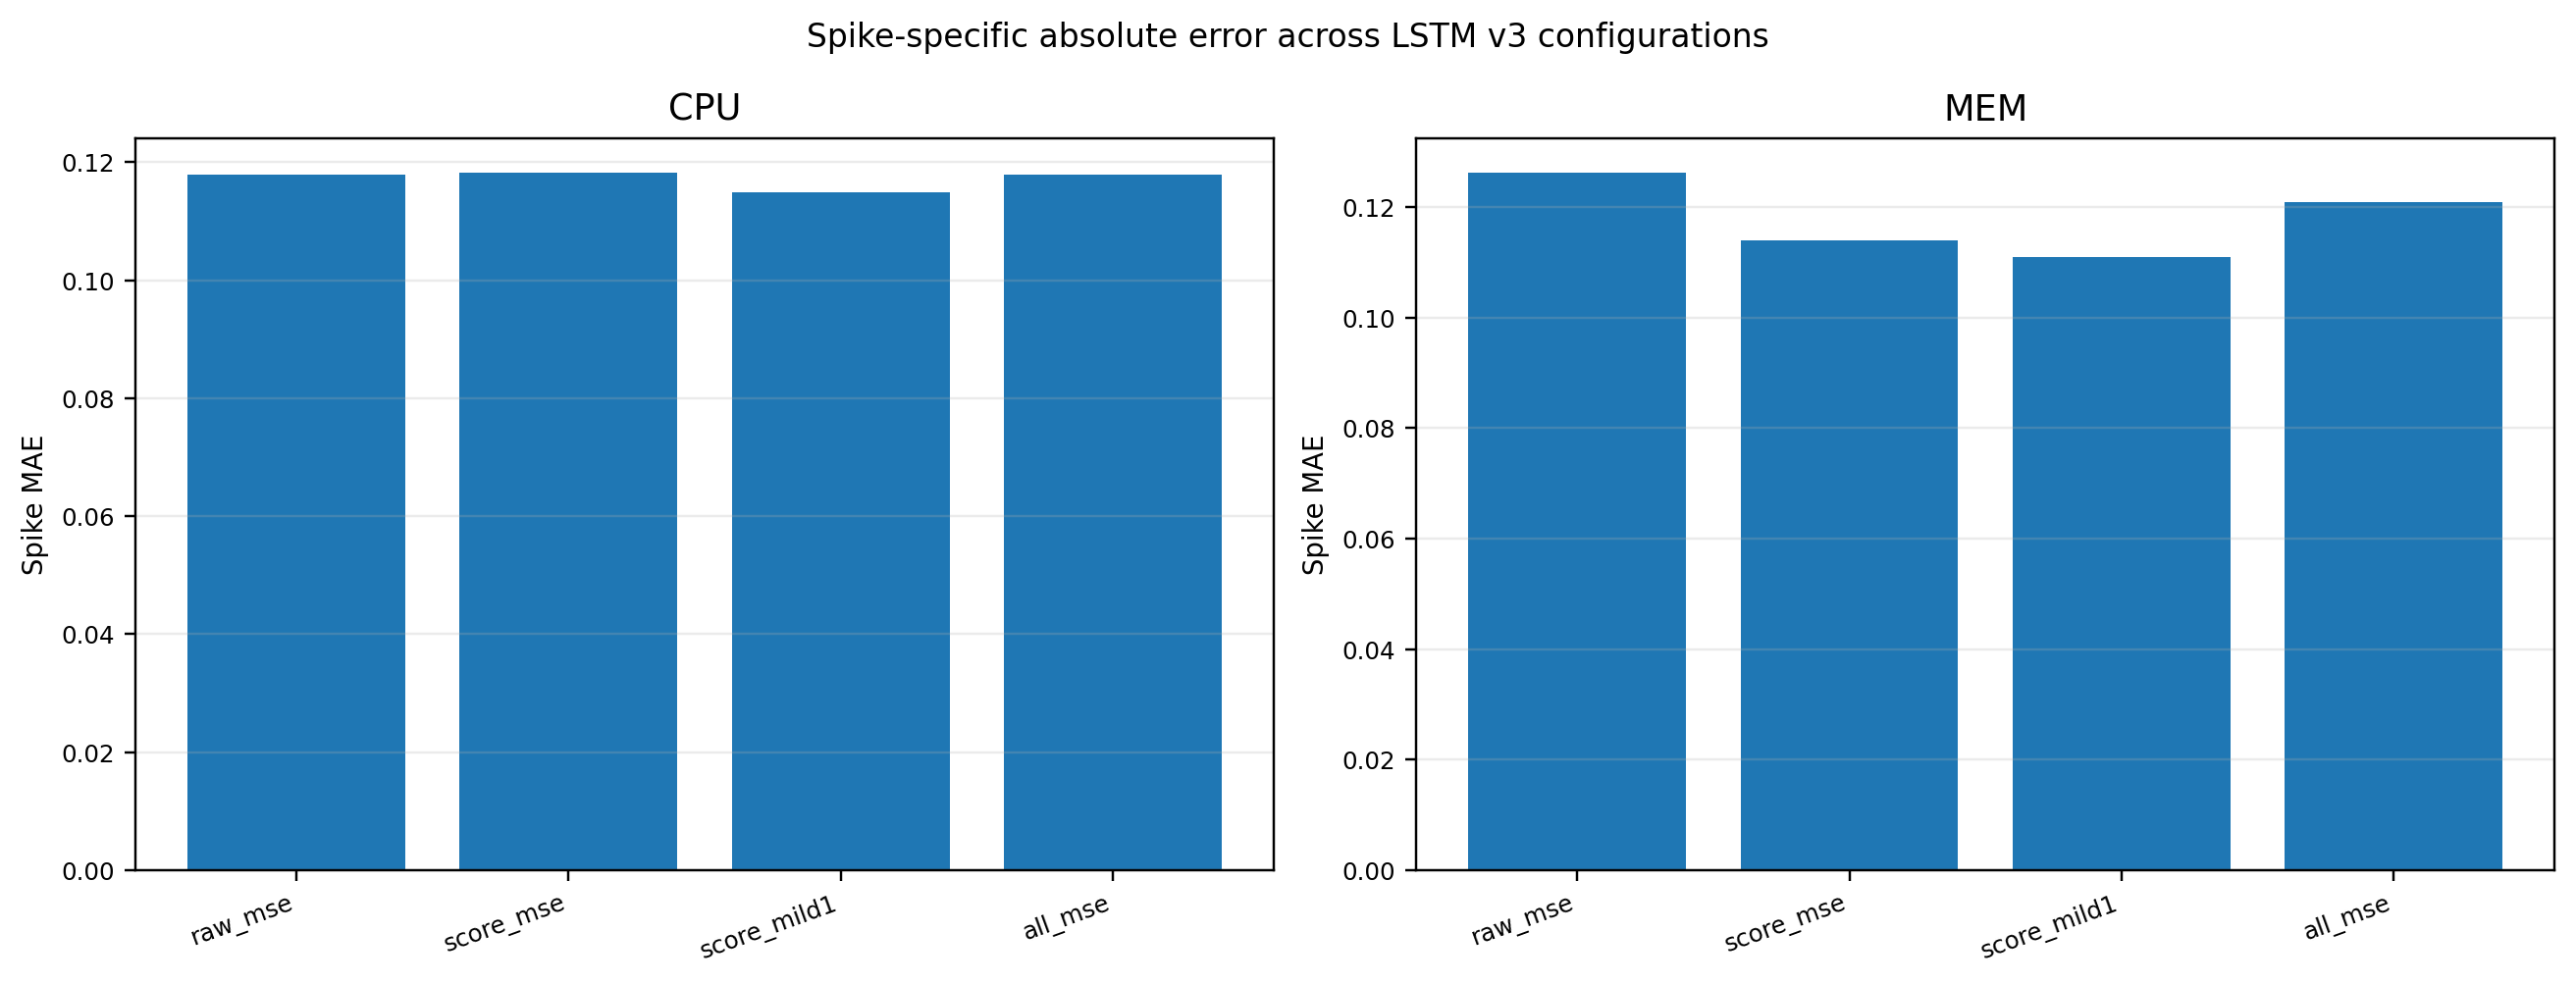 Spike-specific absolute error across LSTM v3 configurations
CPU
Spike MAE
0.12
0.10
0.08
0.06
0.04
0.02
0.00
raw_mse
score_mse
score_mild1
all_mse
MEM
Spike MAE
0.12
0.10
0.08
0.06
0.04
0.02
0.00
raw_mse
score_mse
score_mild1
all_mse